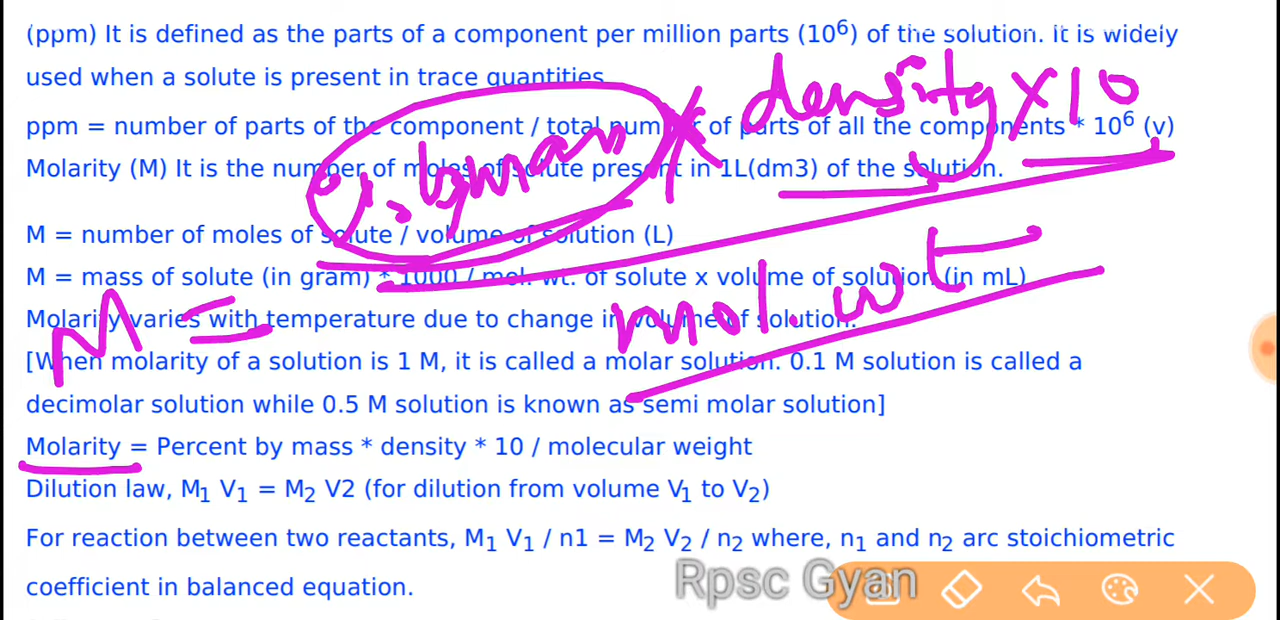 (ppm) It is defined as the parts of a component per million parts (10⁶) of the solution. It is widely
used when a solute is present in trace quantities.
ppm = number of parts of the component / total number of parts of all the components * 10⁶ (v)
Molarity (M) It is the number of moles of solute present in 1L(dm3) of the solution.
M = number of moles of solute / volume of solution (L)
M = mass of solute (in gram) * 1000 / mol. wt. of solute x volume of solution (in mL)
Molarity varies with temperature due to change in volume of solution.
[When molarity of a solution is 1 M, it is called a molar solution. 0.1 M solution is called a
decimolar solution while 0.5 M solution is known as semi molar solution]
Molarity = Percent by mass * density * 10 / molecular weight
Dilution law, M₁ V₁ = M₂ V2 (for dilution from volume V₁ to V₂)
For reaction between two reactants, M₁ V₁ / n1 = M₂ V₂ / n₂ where, n₁ and n₂ arc stoichiometric
coefficient in balanced equation.
M = % by mass × density × 10
mol. wt
Rpsc Gyan